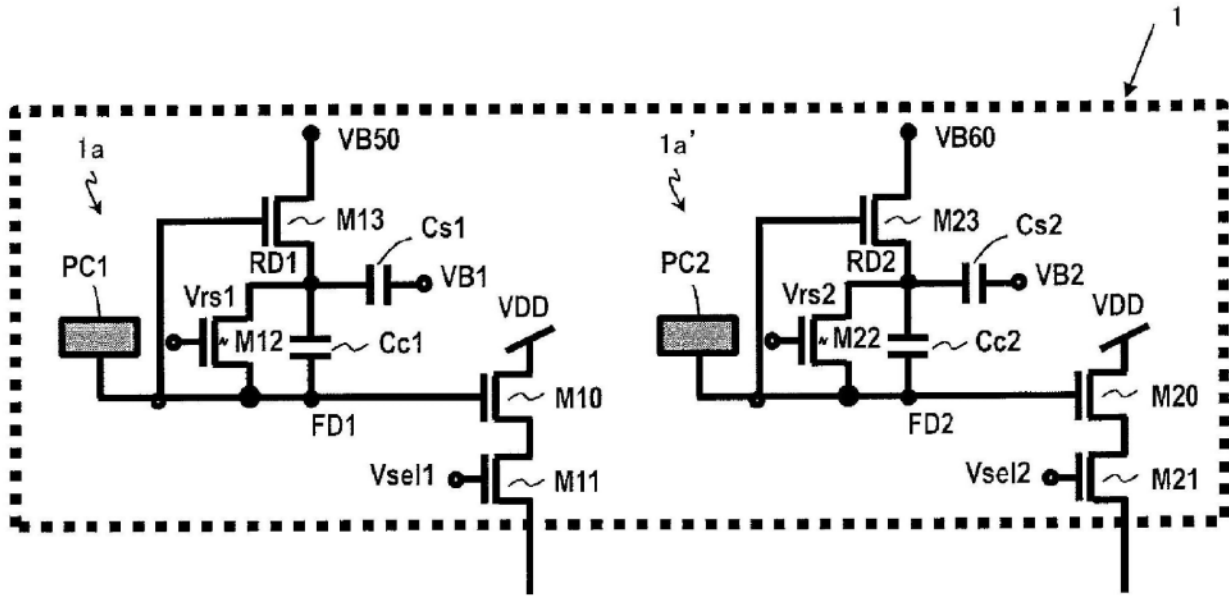 1
1a
VB50
M13
Cs1
PC1
RD1
VB1
Vrs1
M12
Cc1
VDD
M10
FD1
Vsel1
M11
1a'
VB60
M23
Cs2
PC2
RD2
VB2
Vrs2
M22
Cc2
VDD
M20
FD2
Vsel2
M21